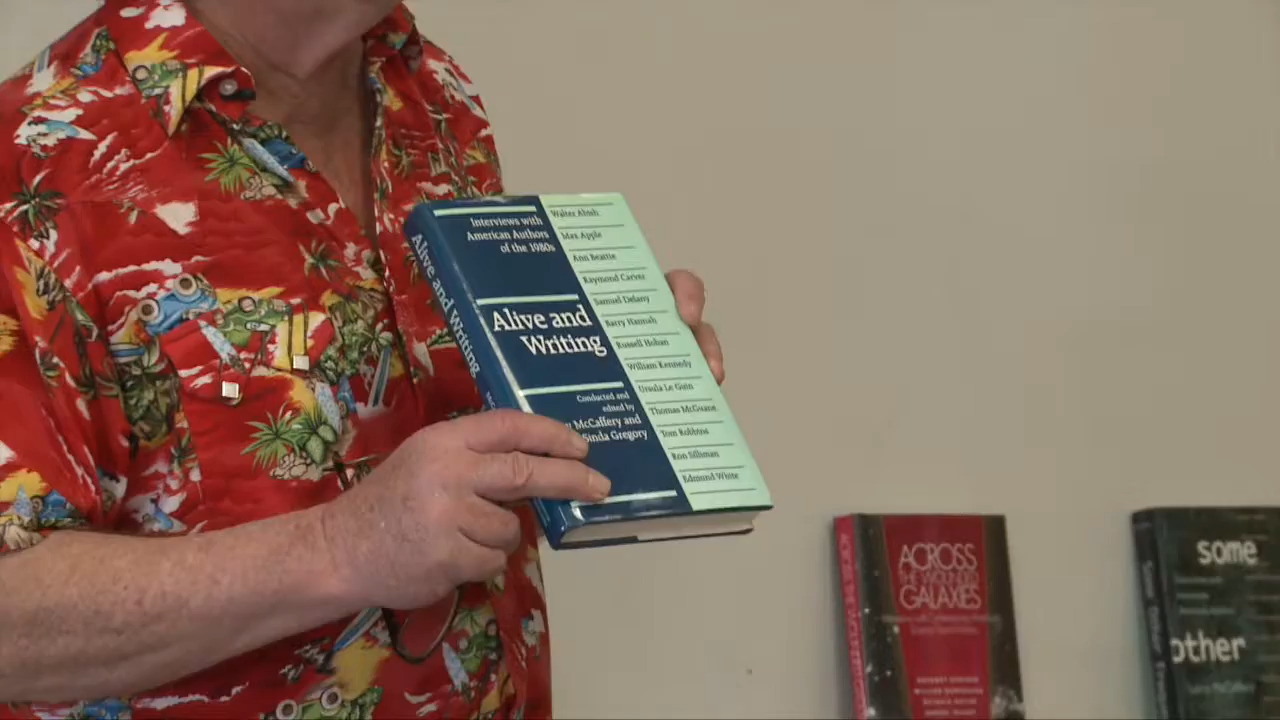 Interviews with
American Authors
of the 1980s
Alive and
Writing
Conducted and
edited by
McCaffery and
Sinda Gregory
Alive and Writing
Walter Abish
Max Apple
Ann Beattie
Raymond Carver
Samuel Delany
Barry Hannah
Russell Hoban
William Kennedy
Ursula Le Guin
Thomas McGuane
Tom Robbins
Ron Silliman
Edmund White
ACROSS
THE WOUNDED
GALAXIES
some
other
Larry McCaffery